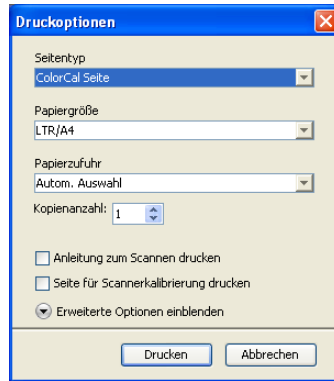 Druckoptionen
Seitentyp
ColorCal Seite
Papiergröße
LTR/A4
Papierzufuhr
Autom. Auswahl
Kopienanzahl: 1
Anleitung zum Scannen drucken
Seite für Scannerkalibrierung drucken
Erweiterte Optionen einblenden
Drucken Abbrechen